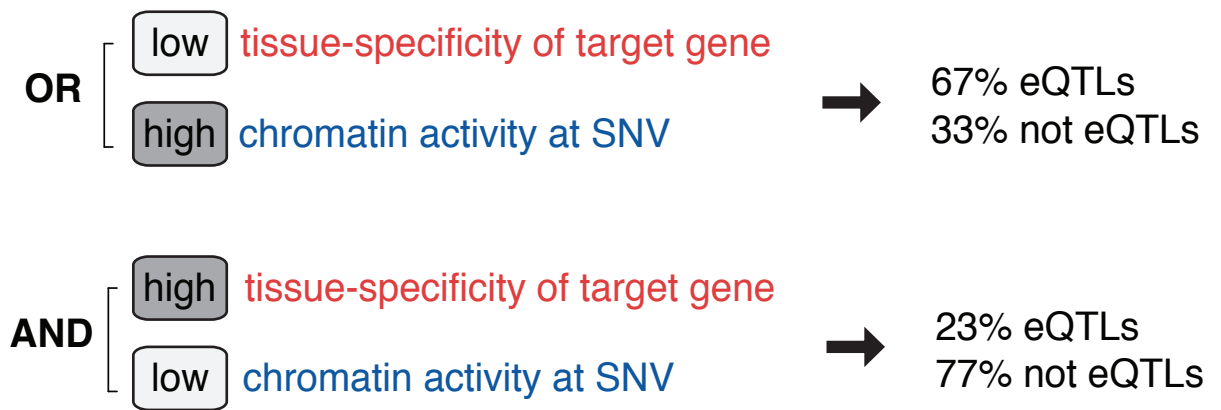 OR
low tissue-specificity of target gene
high chromatin activity at SNV
67% eQTLs
33% not eQTLs
AND
high tissue-specificity of target gene
low chromatin activity at SNV
23% eQTLs
77% not eQTLs